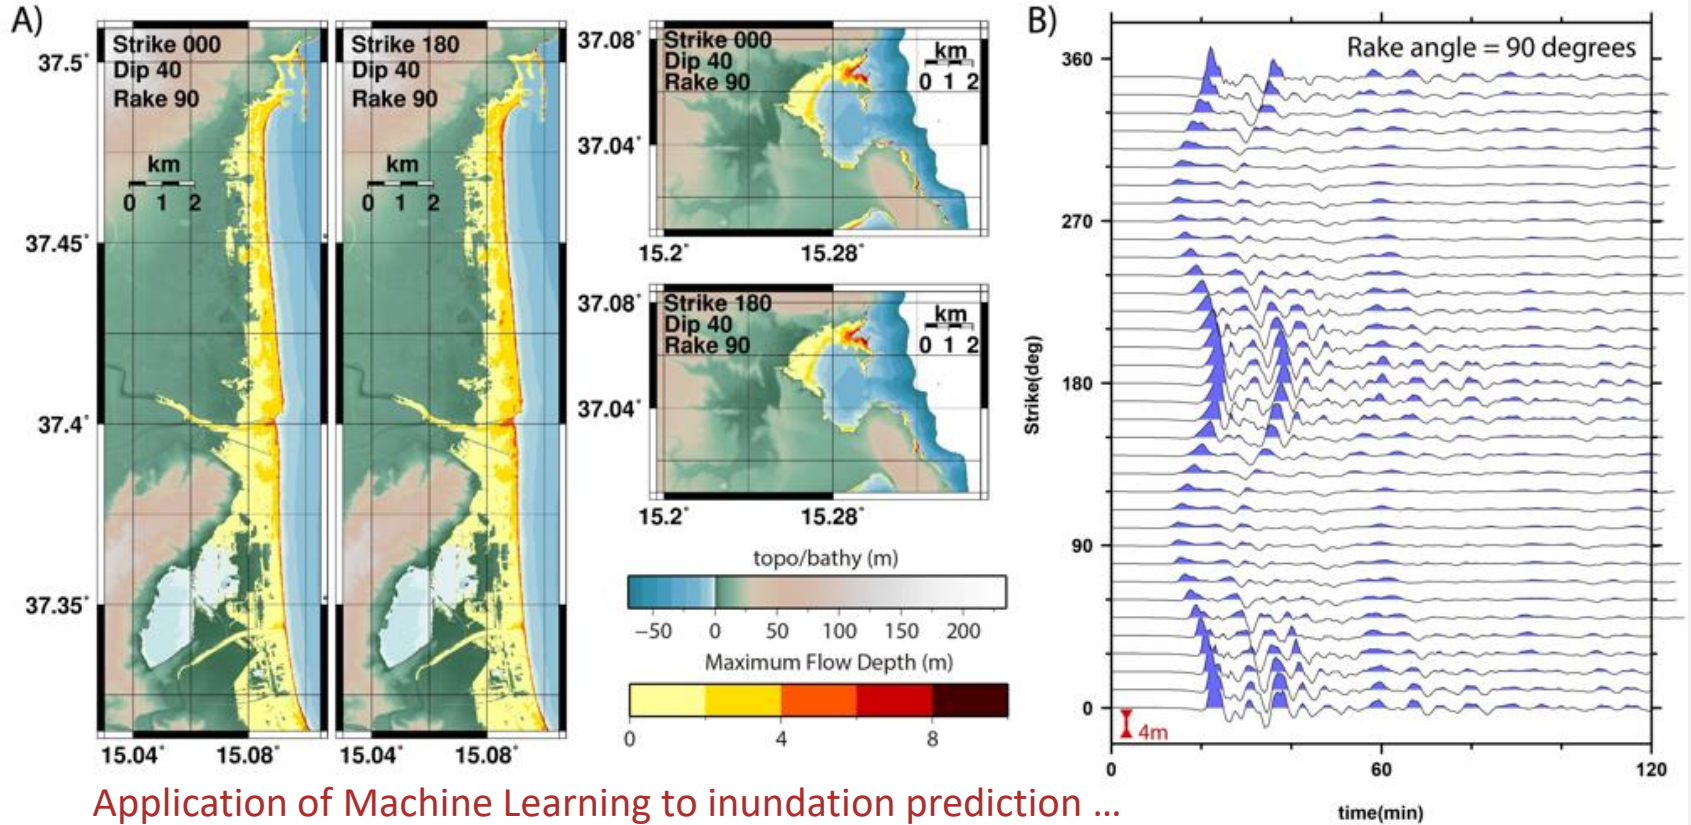 A)
Strike 000
Dip 40
Rake 90
km
0 1 2
Strike 180
Dip 40
Rake 90
km
0 1 2
37.5°
37.45°
37.4°
37.35°
15.04° 15.08° 15.04° 15.08°
37.08°
37.04°
Strike 000
Dip 40
Rake 90
km
0 1 2
15.2° 15.28°
37.08°
37.04°
Strike 180
Dip 40
Rake 90
km
0 1 2
15.2° 15.28°
topo/bathy (m)
−50 0 50 100 150 200
Maximum Flow Depth (m)
0 4 8
B)
Rake angle = 90 degrees
Strike(deg)
360
270
180
90
0
4m
0 60 120
time(min)
Application of Machine Learning to inundation prediction ...